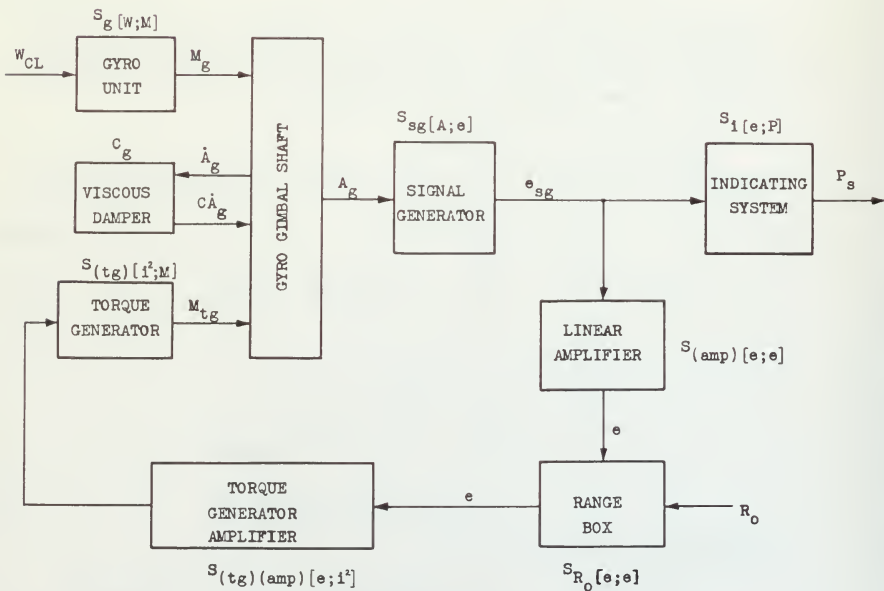 S_g[W;M]
W_CL
GYRO
UNIT
M_g
C_g
VISCOUS
DAMPER
Ȧ_g
CȦ_g
S_(tg)[i²;M]
TORQUE
GENERATOR
M_tg
GYRO GIMBAL SHAFT
A_g
S_sg[A;e]
SIGNAL
GENERATOR
e_sg
S_i[e;P]
INDICATING
SYSTEM
P_s
LINEAR
AMPLIFIER
S_(amp)[e;e]
e
RANGE
BOX
R_o
S_R_o[e;e]
e
TORQUE
GENERATOR
AMPLIFIER
S_(tg)(amp)[e;i²]